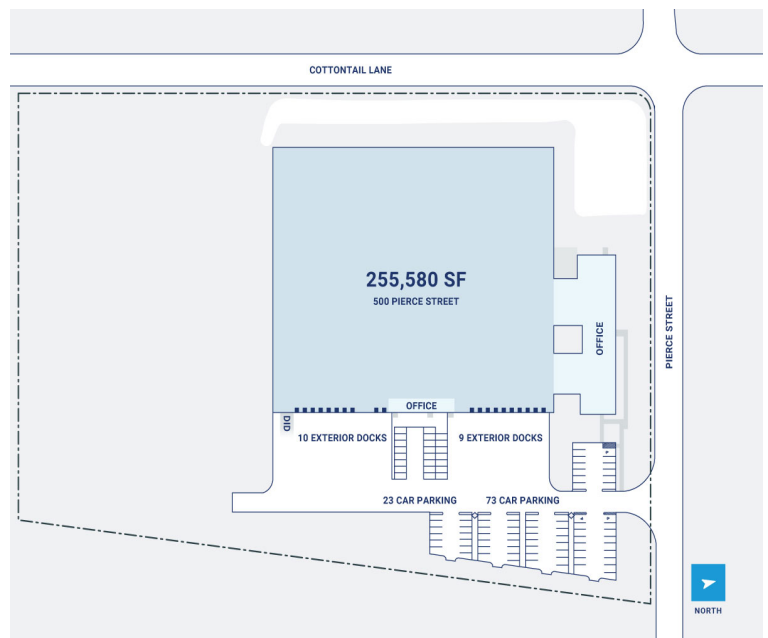 COTTONTAIL LANE
255,580 SF
500 PIERCE STREET
OFFICE
PIERCE STREET
OFFICE
DID
10 EXTERIOR DOCKS
9 EXTERIOR DOCKS
23 CAR PARKING
73 CAR PARKING
NORTH